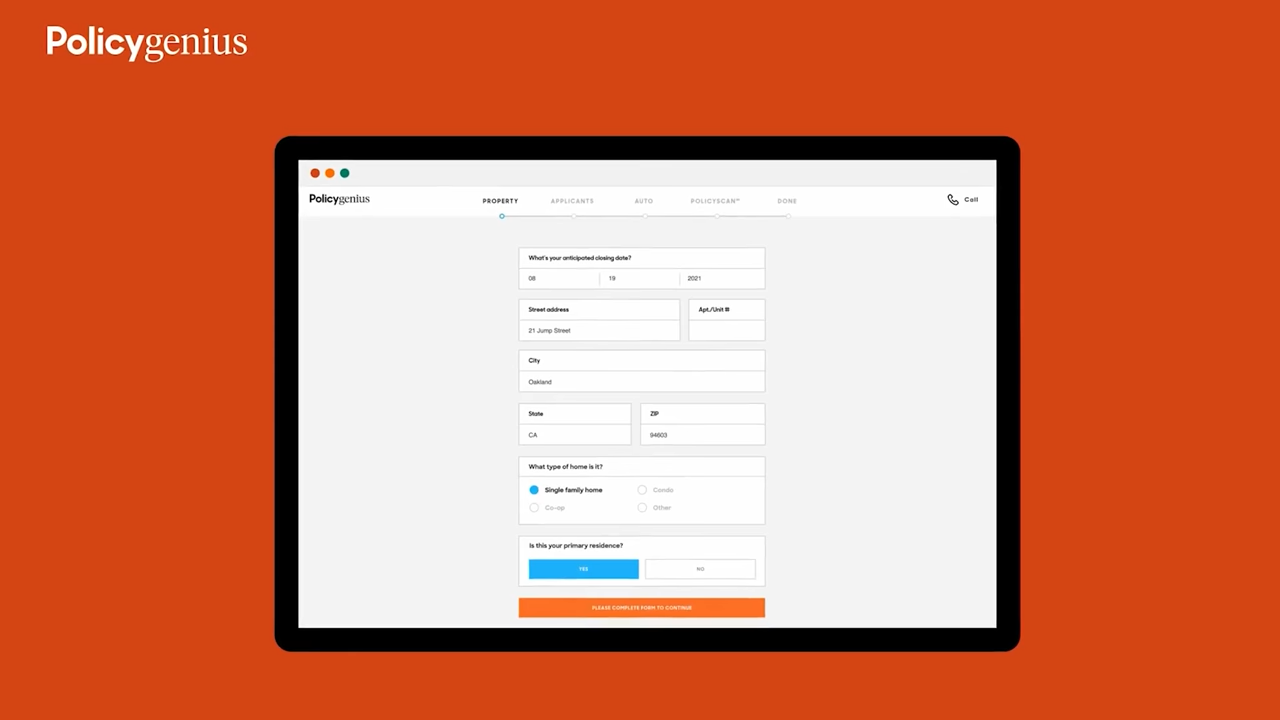 Policygenius
Policygenius
PROPERTY APPLICANTS AUTO POLICYSCAN™ DONE
Call
What's your anticipated closing date?
08 19 2021
Street address Apt./Unit #
21 Jump Street
City
Oakland
State ZIP
CA 94603
What type of home is it?
Single family home Condo
Co-op Other
Is this your primary residence?
YES NO
PLEASE COMPLETE FORM TO CONTINUE